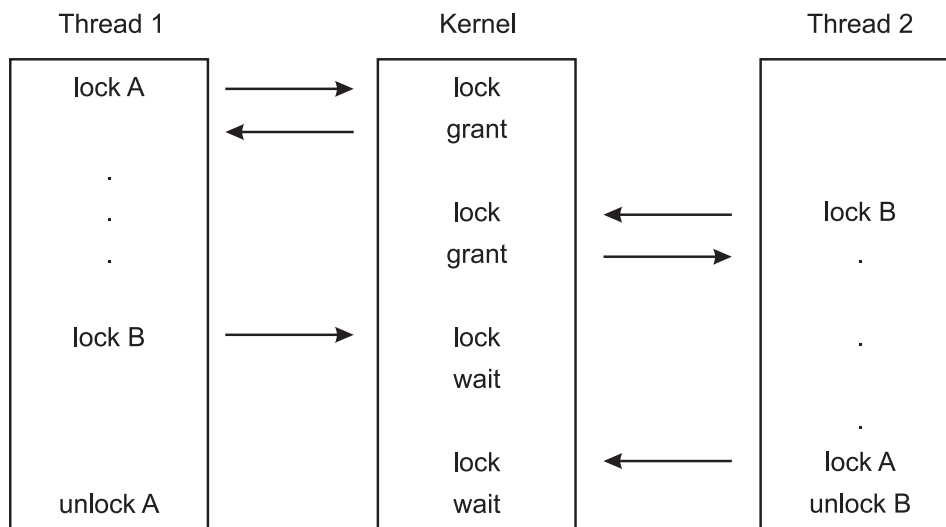 Thread 1 Kernel Thread 2
lock A lock
grant
.
. lock lock B
. grant .
lock B lock .
wait
.
lock lock A
unlock A wait unlock B